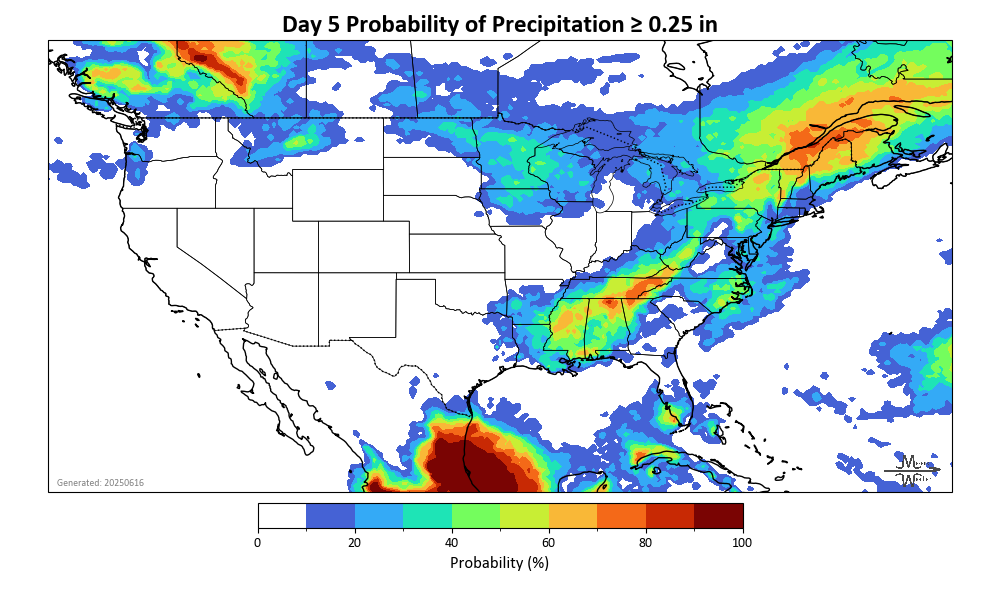 Day 5 Probability of Precipitation ≥ 0.25 in
Generated: 20250616
0 20 40 60 80 100
Probability (%)